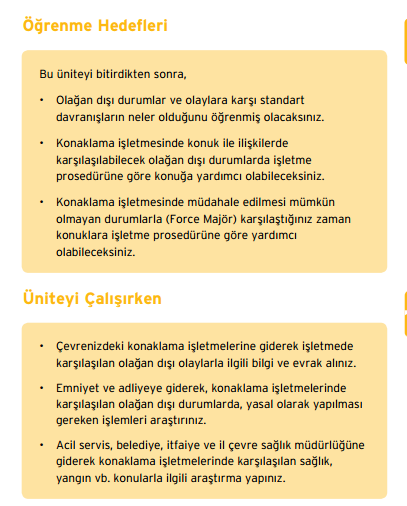 Öğrenme Hedefleri
Bu üniteyi bitirdikten sonra,
• Olağan dışı durumlar ve olaylara karşı standart
davranışların neler olduğunu öğrenmiş olacaksınız.
• Konaklama işletmesinde konuk ile ilişkilerde
karşılaşılabilecek olağan dışı durumlarda işletme
prosedürüne göre konuğa yardımcı olabileceksiniz.
• Konaklama işletmesinde müdahale edilmesi mümkün
olmayan durumlarla (Force Majör) karşılaştığınız zaman
konuklara işletme prosedürüne göre yardımcı
olabileceksiniz.
Üniteyi Çalışırken
• Çevrenizdeki konaklama işletmelerine giderek işletmede
karşılaşılan olağan dışı olaylarla ilgili bilgi ve evrak alınız.
• Emniyet ve adliyeye giderek, konaklama işletmelerinde
karşılaşılan olağan dışı durumlarda, yasal olarak yapılması
gereken işlemleri araştırınız.
• Acil servis, belediye, itfaiye ve il çevre sağlık müdürlüğüne
giderek konaklama işletmelerinde karşılaşılan sağlık,
yangın vb. konularla ilgili araştırma yapınız.